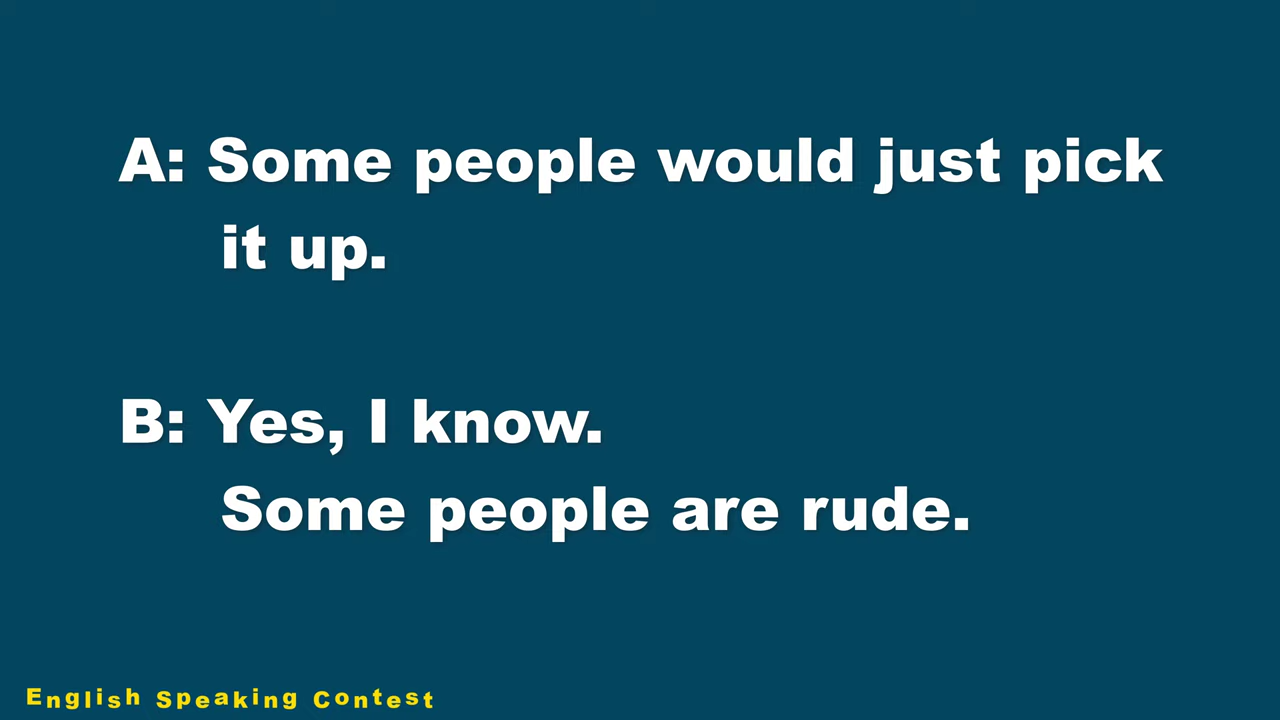 A: Some people would just pick
it up.
B: Yes, I know.
Some people are rude.
English Speaking Contest